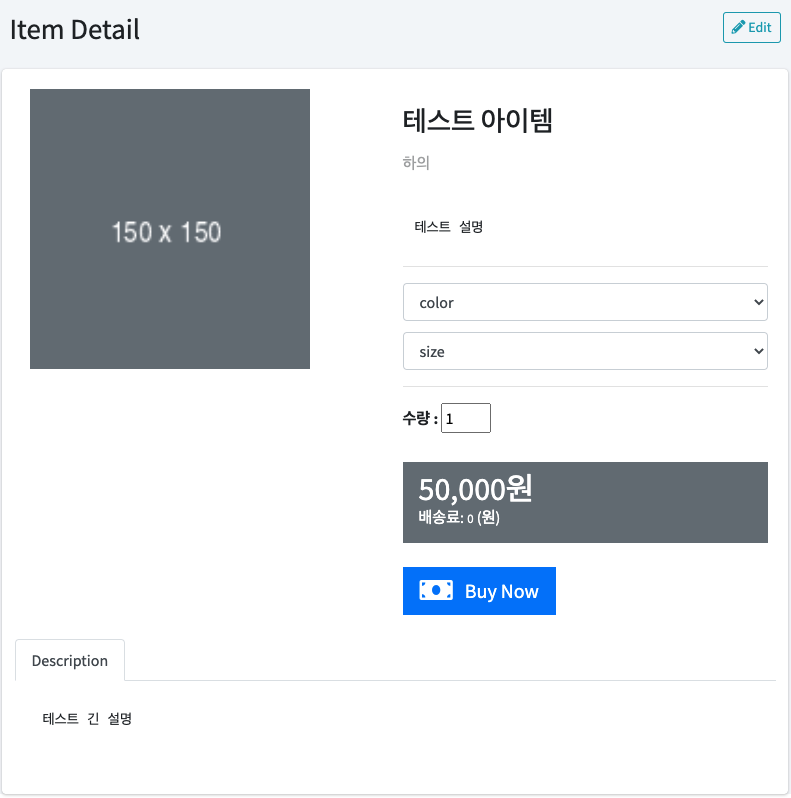 Item Detail
Edit
150 x 150
테스트 아이템
하의
테스트 설명
color
size
수량 : 1
50,000원
배송료: 0 (원)
Buy Now
Description
테스트 긴 설명